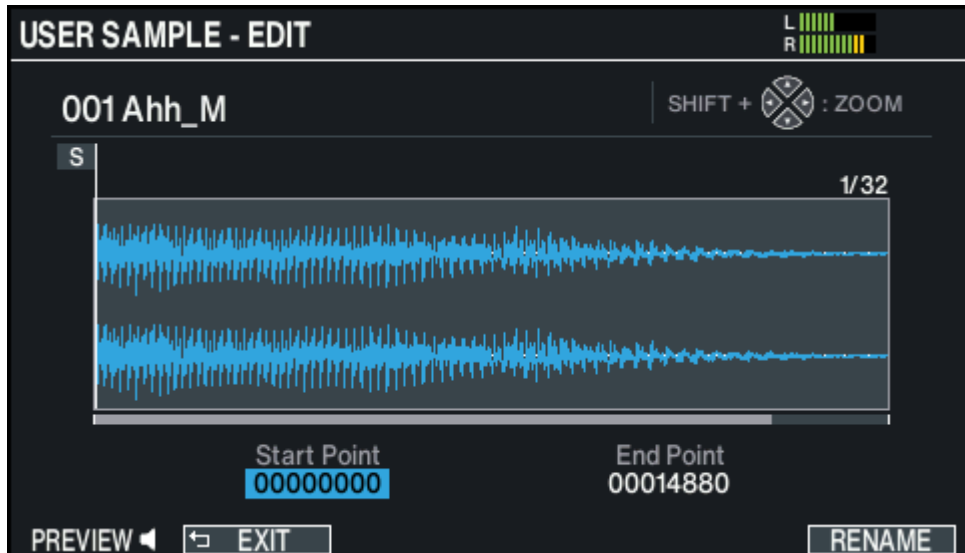 USER SAMPLE - EDIT
L
R
001 Ahh_M
SHIFT + : ZOOM
S
1/32
Start Point
End Point
00000000
00014880
PREVIEW
EXIT
RENAME